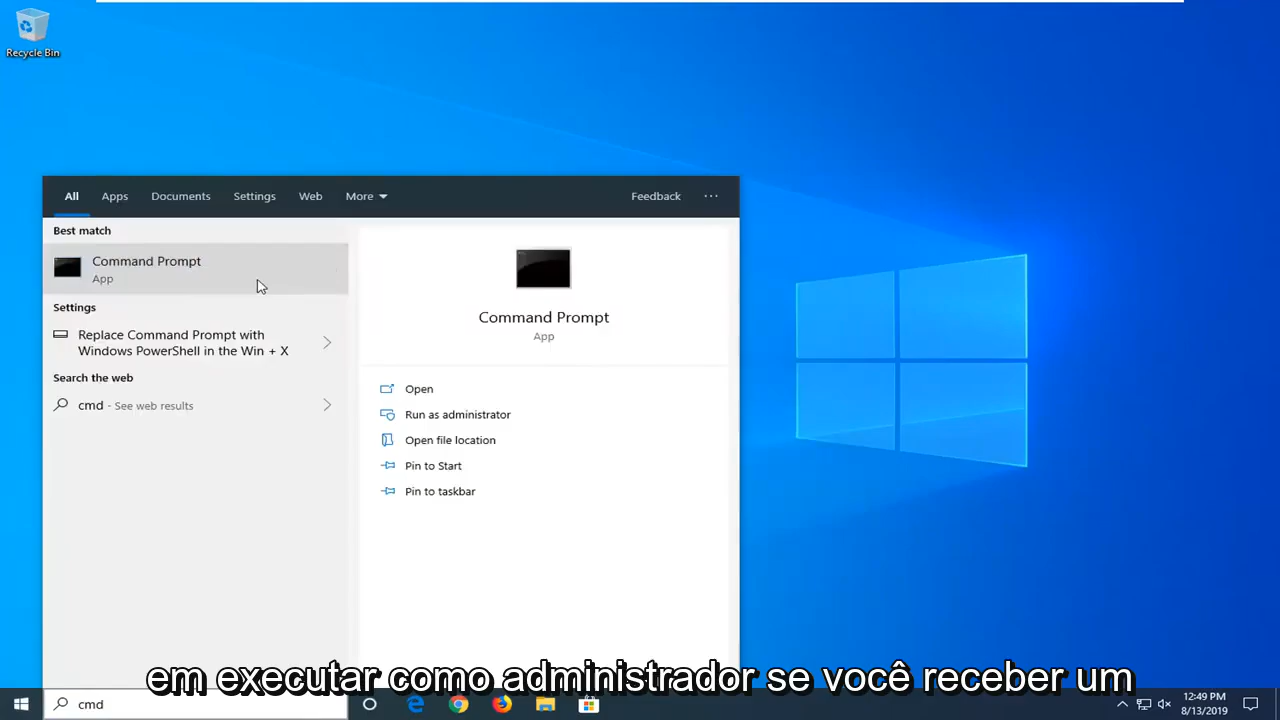 Recycle Bin
All Apps Documents Settings Web More Feedback ...
Best match
Command Prompt
App
Settings
Replace Command Prompt with
Windows PowerShell in the Win + X
Search the web
cmd - See web results
Command Prompt
App
Open
Run as administrator
Open file location
Pin to Start
Pin to taskbar
em executar como administrador se você receber um
cmd
12:49 PM
8/13/2019